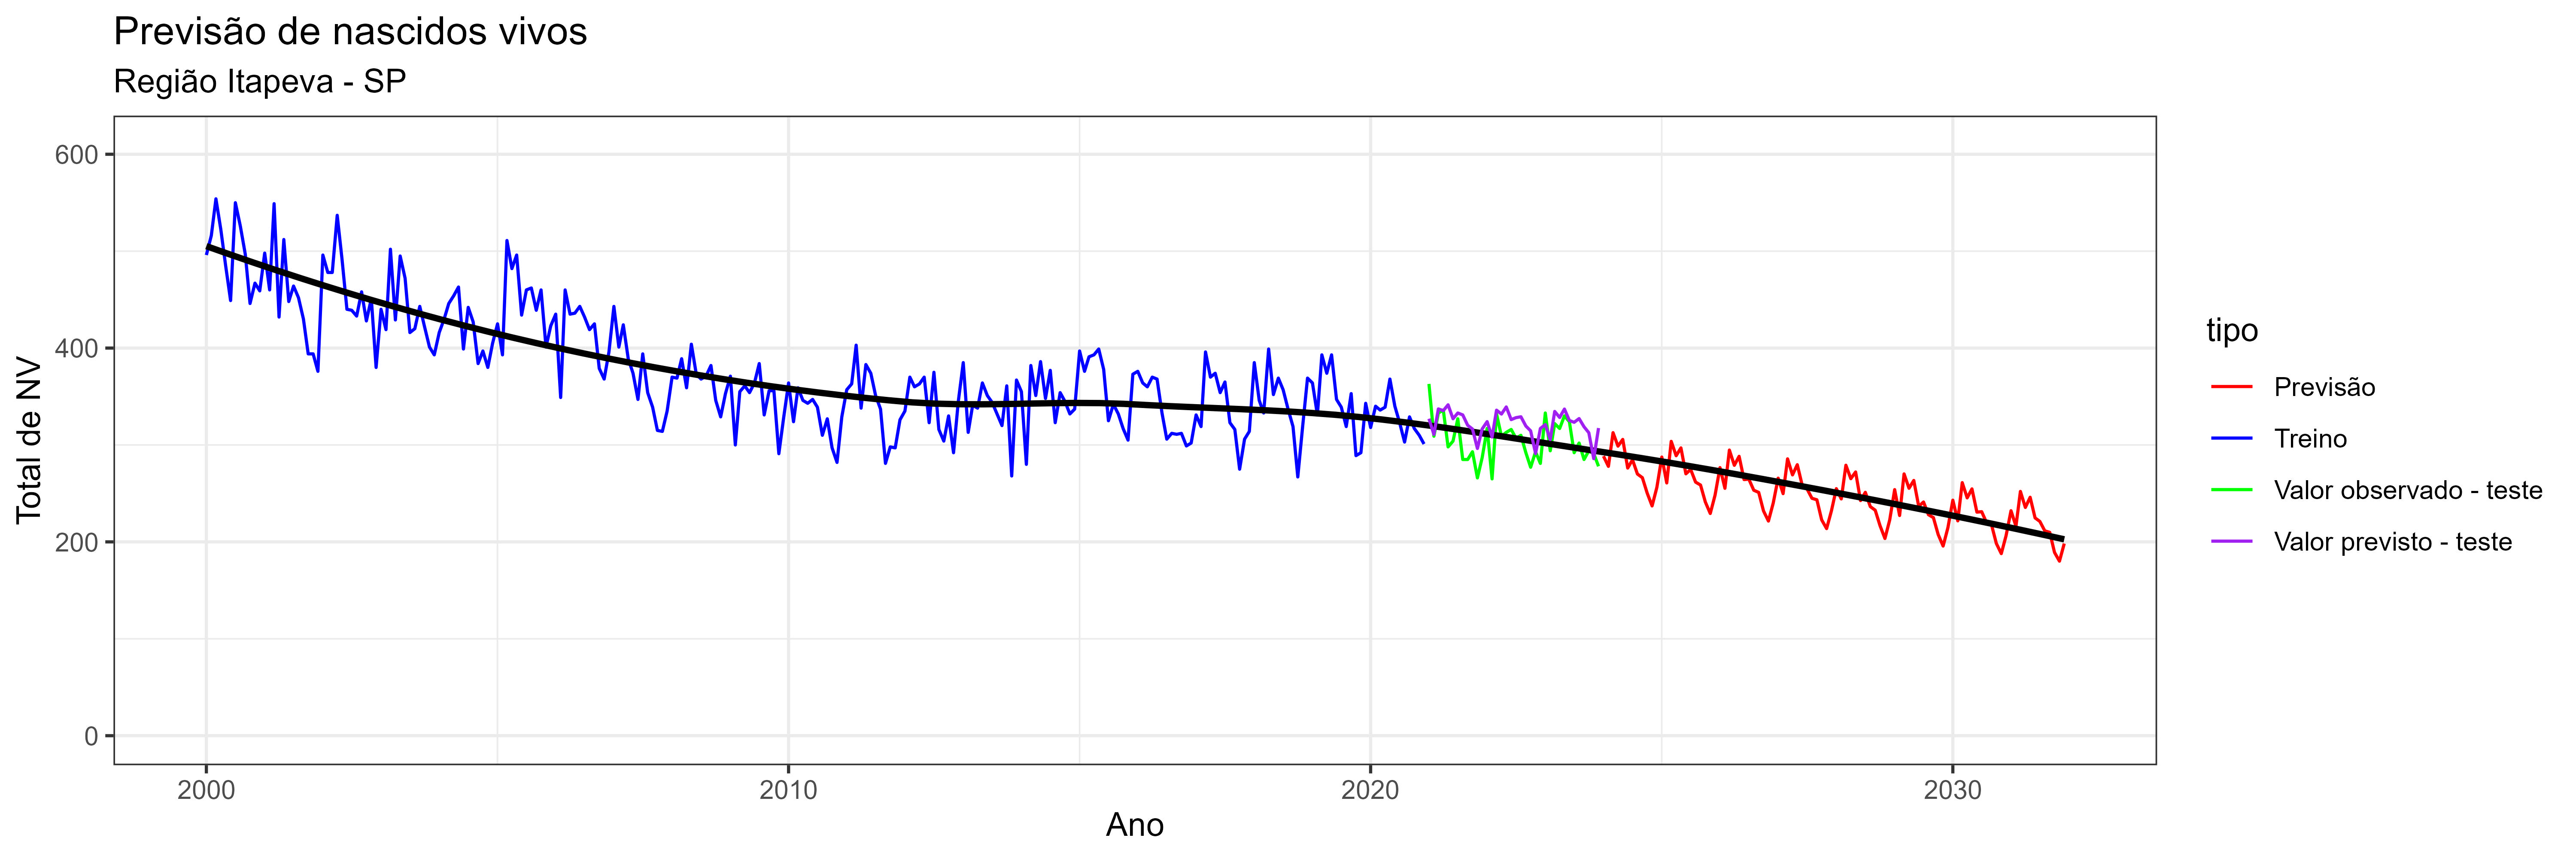 Previsão de nascidos vivos
Região Itapeva - SP
600
400
200
0
Total de NV
2000
2010
2020
2030
Ano
tipo
Previsão
Treino
Valor observado - teste
Valor previsto - teste